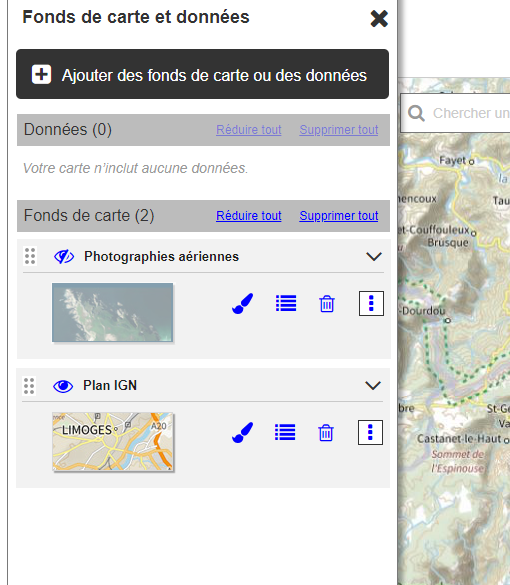 Fonds de carte et données
Ajouter des fonds de carte ou des données
Données (0)
Réduire tout
Supprimer tout
Votre carte n'inclut aucune données.
Fonds de carte (2)
Réduire tout
Supprimer tout
Photographies aériennes
Plan IGN
LIMOGES
A20
Chercher un
Fayet
la
Tau
encoux
et-Couffouleux
Brusque
-Dourdou
bre
St-G
Va
Castanet-le-Haut
Sommet de
l'Espinouse